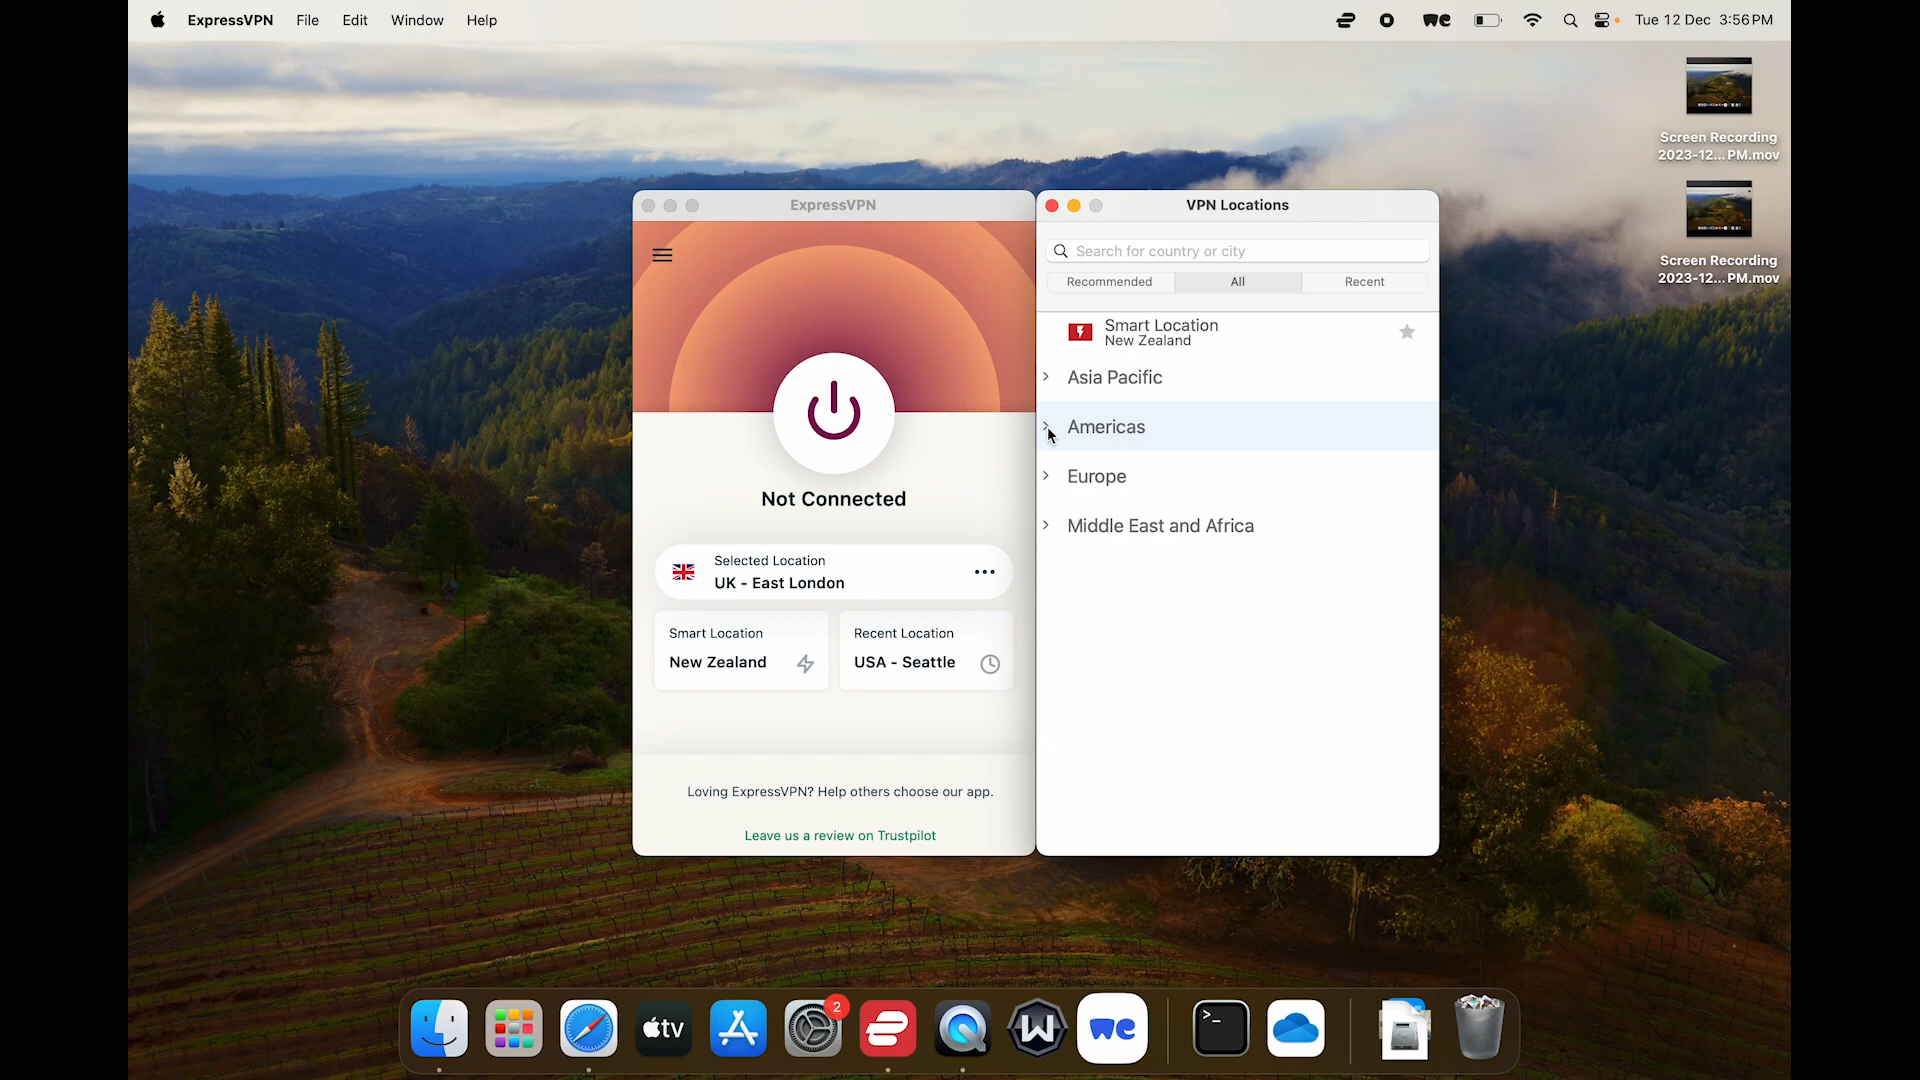 ExpressVPN File Edit Window Help
Tue 12 Dec 3:56 PM
Screen Recording
2023-12...PM.mov
Screen Recording
2023-12...PM.mov
ExpressVPN
Not Connected
Selected Location
UK - East London
Smart Location
New Zealand
Recent Location
USA - Seattle
Loving ExpressVPN? Help others choose our app.
Leave us a review on Trustpilot
VPN Locations
Search for country or city
Recommended All Recent
Smart Location
New Zealand
Asia Pacific
Americas
Europe
Middle East and Africa
tv
2
W
we
>_